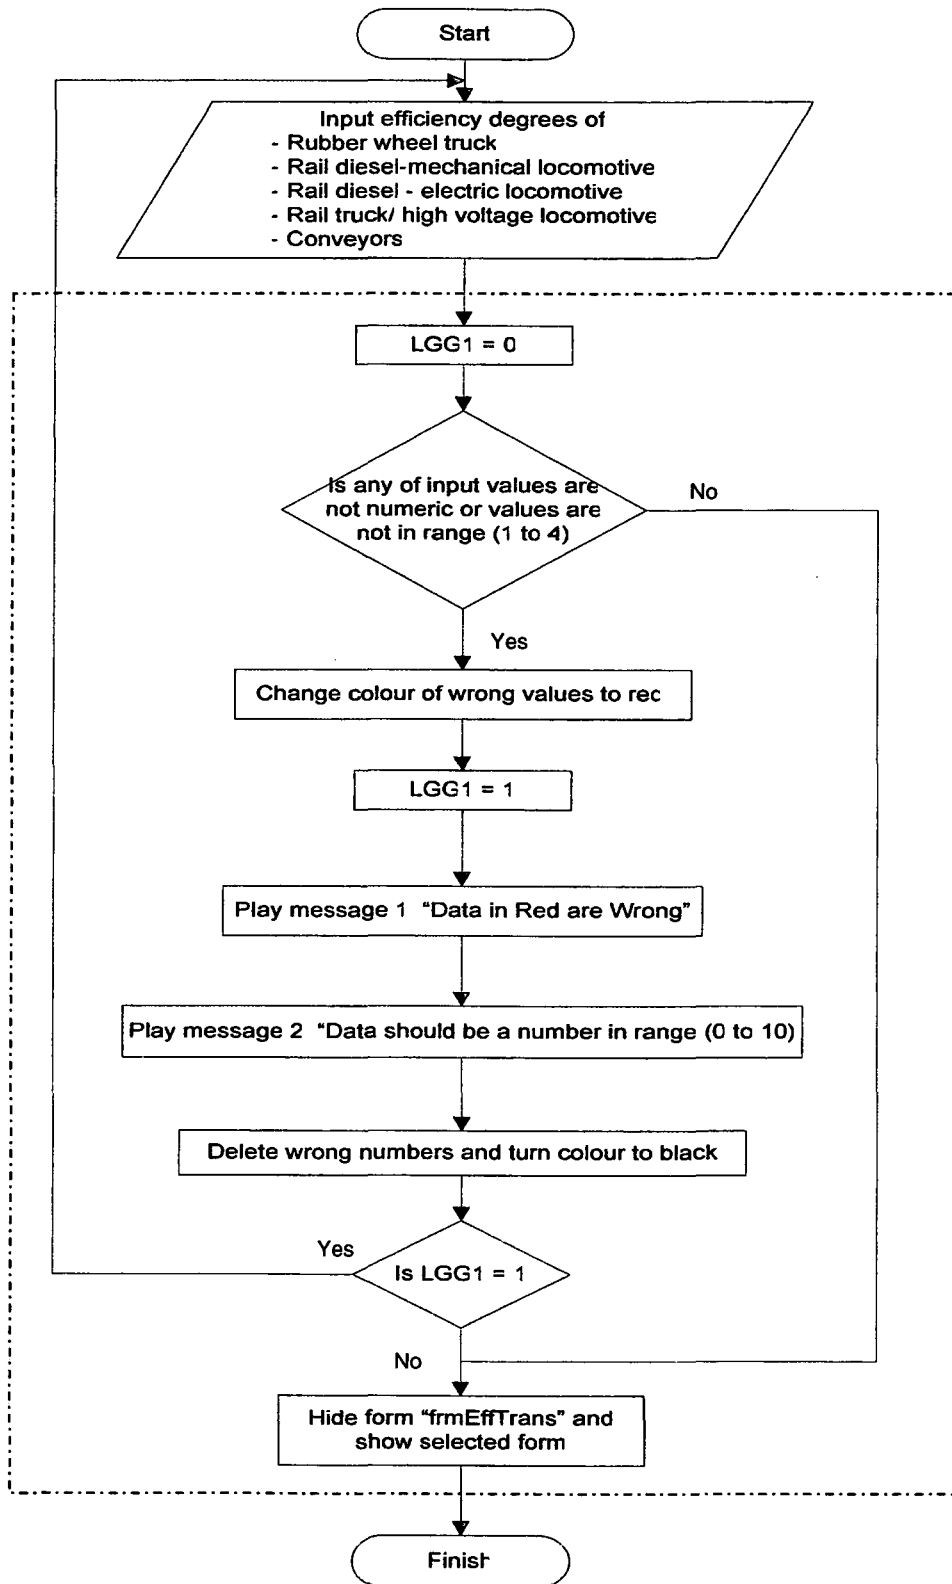 Start
Input efficiency degrees of
- Rubber wheel truck
- Rail diesel-mechanical locomotive
- Rail diesel - electric locomotive
- Rail truck/ high voltage locomotive
- Conveyors
LGG1 = 0
Is any of input values are
not numeric or values are
not in range (1 to 4)
No
Yes
Change colour of wrong values to red
LGG1 = 1
Play message 1 "Data in Red are Wrong"
Play message 2 "Data should be a number in range (0 to 10)
Delete wrong numbers and turn colour to black
Yes
Is LGG1 = 1
No
Hide form "frmEffTrans" and
show selected form
Finish